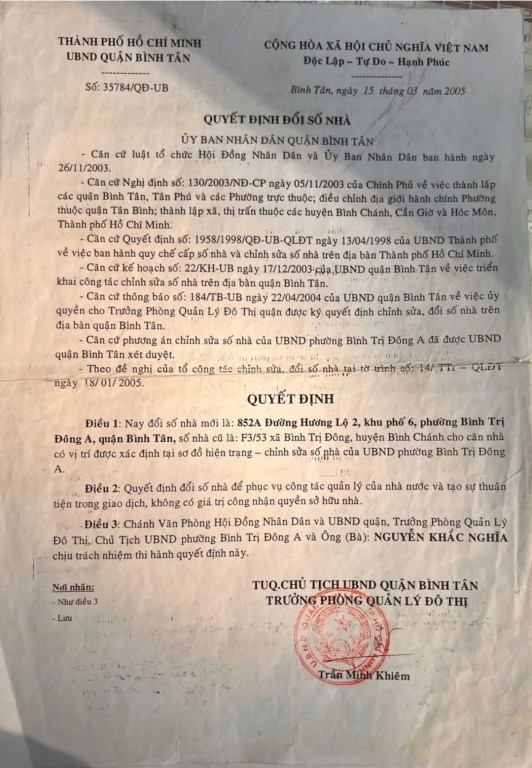 THÀNH PHỐ HỒ CHÍ MINH
UBND QUẬN BÌNH TÂN
-------------
Số: 35784/QĐ-UB
CỘNG HÒA XÃ HỘI CHỦ NGHĨA VIỆT NAM
Độc Lập – Tự Do – Hạnh Phúc
--------------
Bình Tân, ngày 15 tháng 03 năm 2005
QUYẾT ĐỊNH ĐỔI SỐ NHÀ
ỦY BAN NHÂN DÂN QUẬN BÌNH TÂN
- Căn cứ luật tổ chức Hội Đồng Nhân Dân và Ủy Ban Nhân Dân ban hành ngày
26/11/2003.
- Căn cứ Nghị định số: 130/2003/NĐ-CP ngày 05/11/2003 của Chính Phủ về việc thành lập
các quận Bình Tân, Tân Phú và các Phường trực thuộc; điều chỉnh địa giới hành chính Phường
thuộc quận Tân Bình; thành lập xã, thị trấn thuộc các huyện Bình Chánh, Cần Giờ và Hóc Môn,
Thành phố Hồ Chí Minh.
- Căn cứ Quyết định số: 1958/1998/QĐ-UB-QLĐT ngày 13/04/1998 của UBND Thành phố
về việc ban hành quy chế cấp số nhà và chỉnh sửa số nhà trên địa bàn Thành phố Hồ Chí Minh.
- Căn cứ kế hoạch số: 22/KH-UB ngày 17/12/2003 của UBND quận Bình Tân về việc triển
khai công tác chỉnh sửa số nhà trên địa bàn quận Bình Tân.
- Căn cứ thông báo số: 184/TB-UB ngày 22/04/2004 của UBND quận Bình Tân về việc ủy
quyền cho Trưởng Phòng Quản Lý Đô Thị quận được ký quyết định chỉnh sửa, đổi số nhà trên
địa bàn quận Bình Tân.
- Căn cứ phương án chỉnh sửa số nhà của UBND phường Bình Trị Đông A đã được UBND
quận Bình Tân xét duyệt.
- Theo đề nghị của tổ công tác chỉnh sửa, đổi số nhà tại tờ trình số: 14/ TTr – QLĐT
ngày 18/01/ 2005.
QUYẾT ĐỊNH
Điều 1: Nay đổi số nhà mới là: 852A Đường Hương Lộ 2, khu phố 6, phường Bình Trị
Đông A, quận Bình Tân, số nhà cũ là: F3/53 xã Bình Trị Đông, huyện Bình Chánh cho căn nhà
có vị trí được xác định tại sơ đồ hiện trạng – chỉnh sửa số nhà của UBND phường Bình Trị Đông
A.
Điều 2: Quyết định đổi số nhà để phục vụ công tác quản lý của nhà nước và tạo sự thuận
tiện trong giao dịch, không có giá trị công nhận quyền sở hữu nhà.
Điều 3: Chánh Văn Phòng Hội Đồng Nhân Dân và UBND quận, Trưởng Phòng Quản Lý
Đô Thị, Chủ Tịch UBND phường Bình Trị Đông A và Ông (Bà): NGUYỄN KHẮC NGHĨA
chịu trách nhiệm thi hành quyết định này.
Nơi nhân:
- Như điều 3
- Lưu
TUQ.CHỦ TỊCH UBND QUẬN BÌNH TÂN
TRƯỞNG PHÒNG QUẢN LÝ ĐÔ THỊ
Trần Minh Khiêm